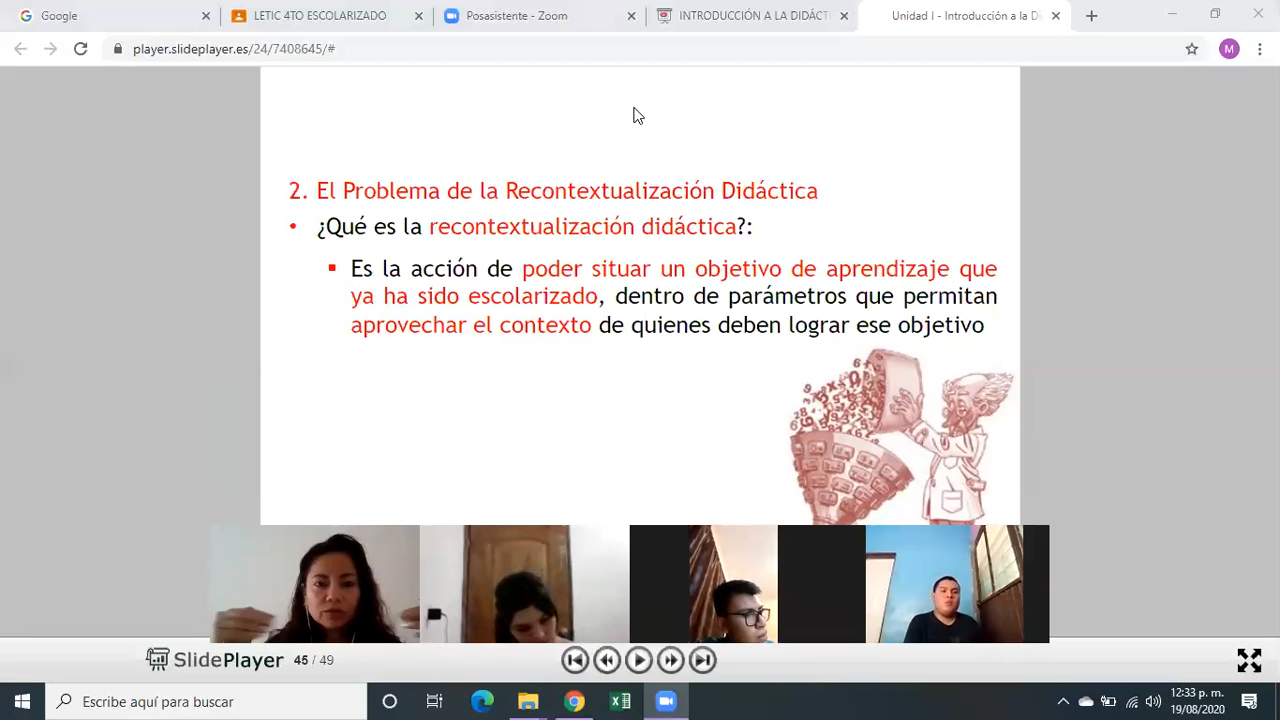 Google
LETIC 4TO ESCOLARIZADO
Posasistente - Zoom
INTRODUCCIÓN A LA DIDÁCT
Unidad I - Introducción a la D
player.slideplayer.es/24/7408645/#
M
2. El Problema de la Recontextualización Didáctica
• ¿Qué es la recontextualización didáctica?:
▪ Es la acción de poder situar un objetivo de aprendizaje que
ya ha sido escolarizado, dentro de parámetros que permitan
aprovechar el contexto de quienes deben lograr ese objetivo
SlidePlayer
45 / 49
Escribe aquí para buscar
12:33 p. m.
19/08/2020